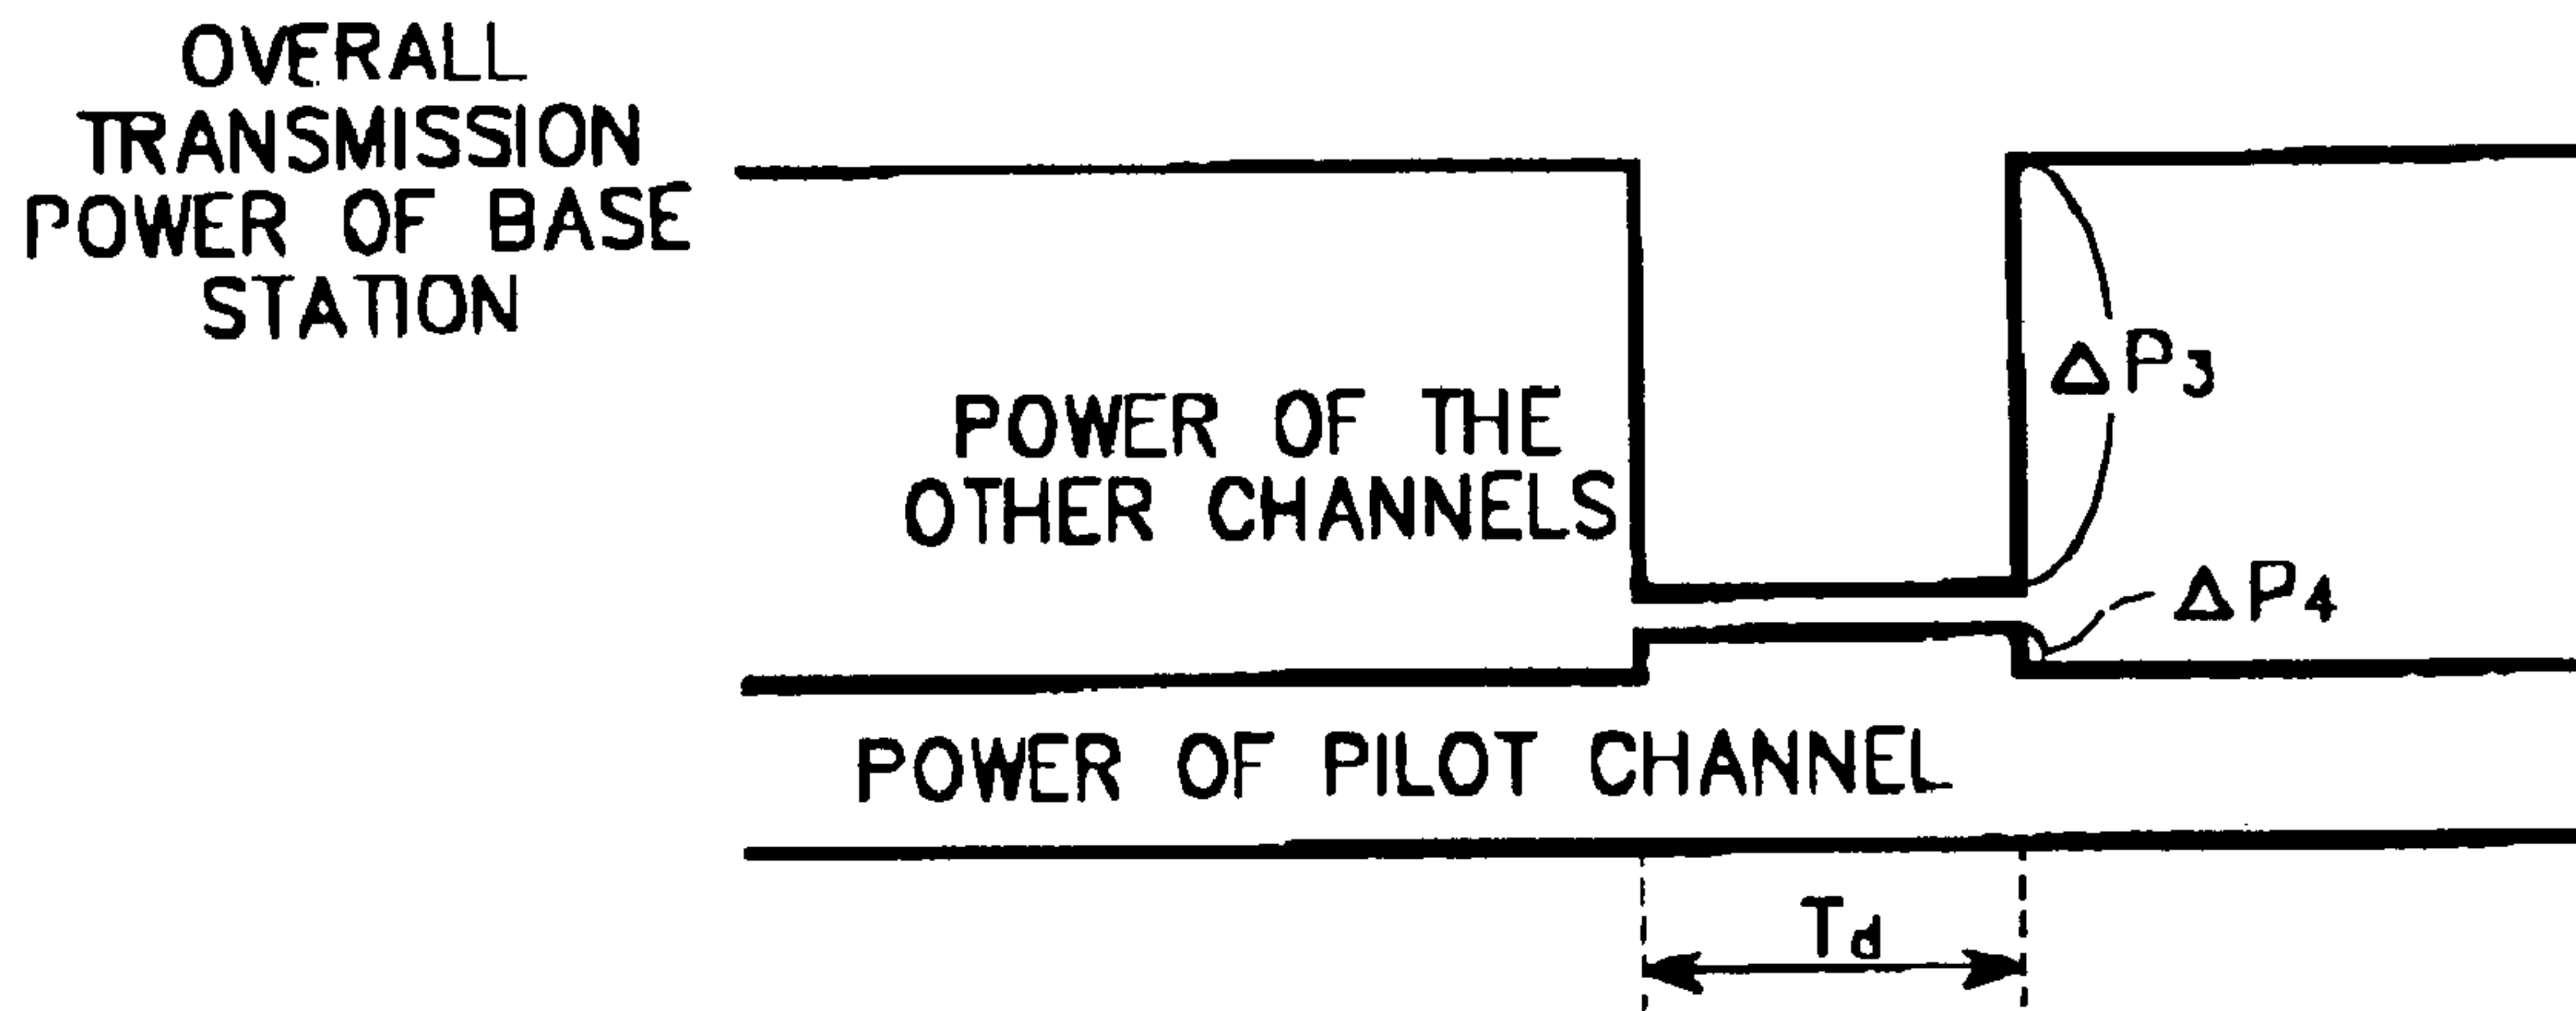 OVERALL
TRANSMISSION
POWER OF BASE
STATION
POWER OF THE
OTHER CHANNELS
ΔP3
ΔP4
POWER OF PILOT CHANNEL
Td